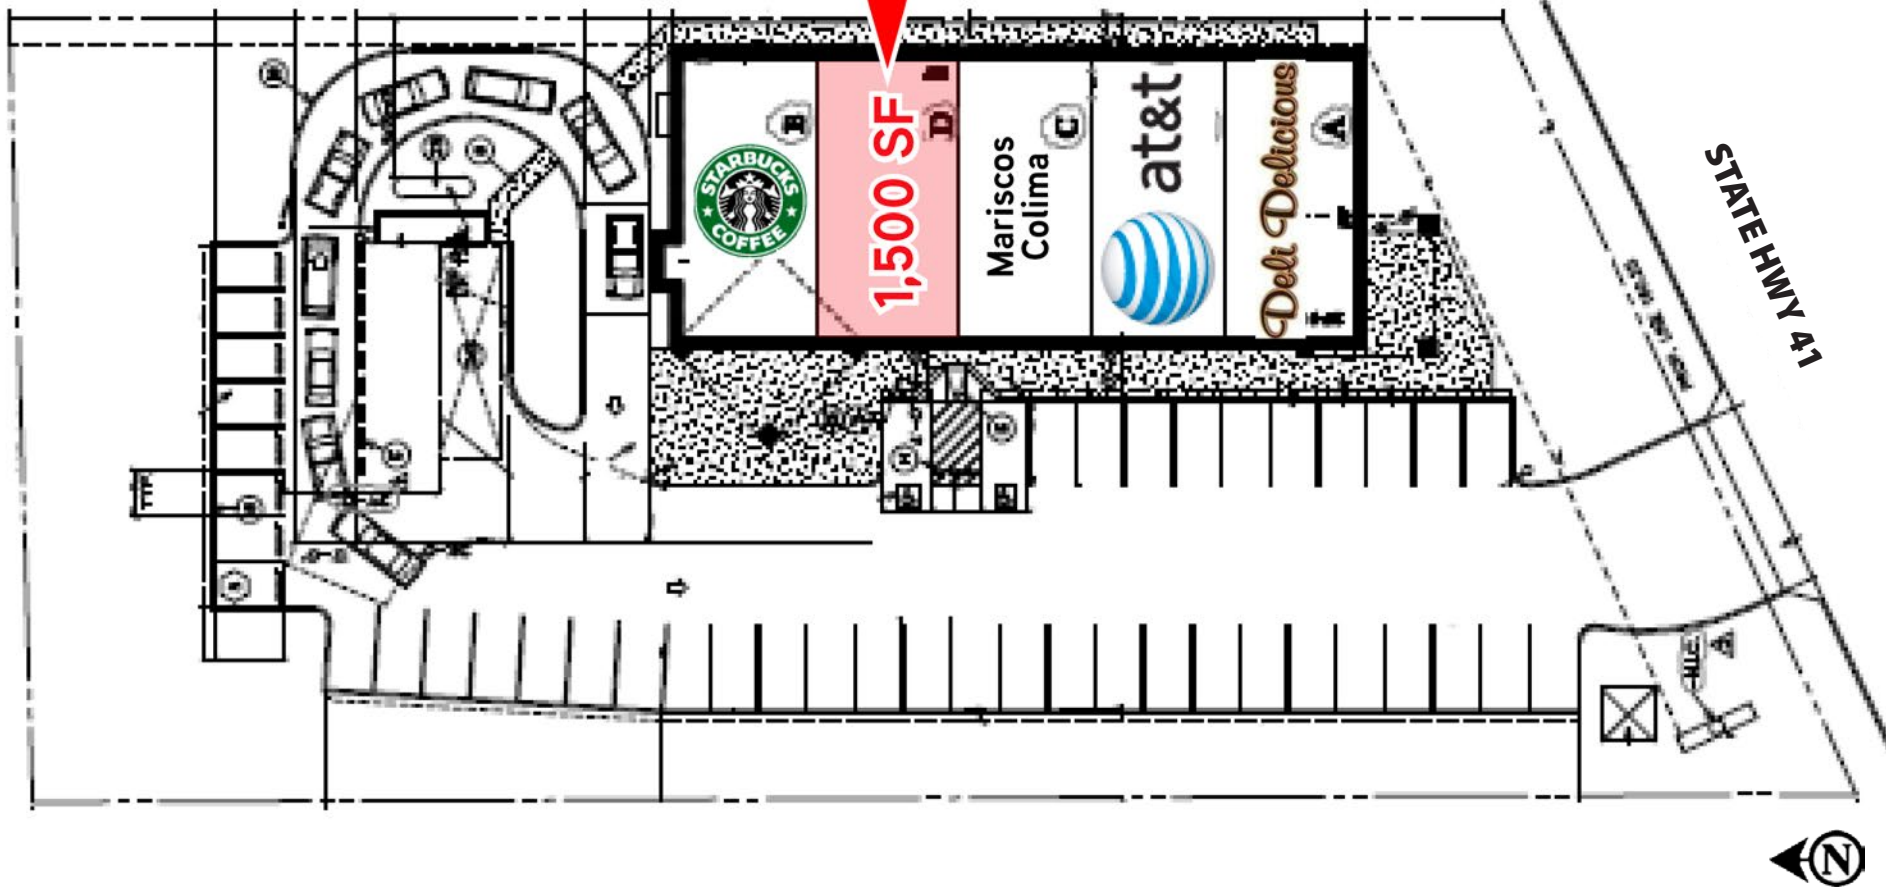 STARBUCKS
COFFEE
B
1,500 SF
D
Mariscos
Colima
C
at&t
Deli Delicious
A
STATE HWY 41
N